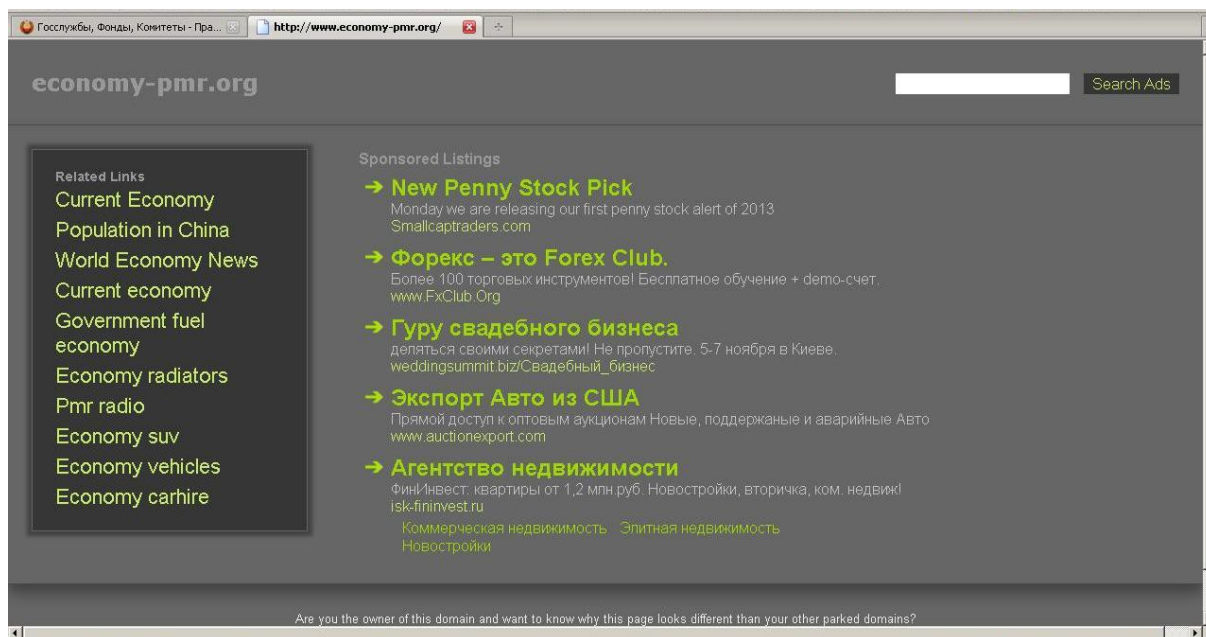 Госслужбы, Фонды, Комитеты - Пра...
http://www.economy-pmr.org/
economy-pmr.org
Search Ads
Related Links
Current Economy
Population in China
World Economy News
Current economy
Government fuel
economy
Economy radiators
Pmr radio
Economy suv
Economy vehicles
Economy carhire
Sponsored Listings
New Penny Stock Pick
Monday we are releasing our first penny stock alert of 2013
Smallcaptraders.com
Форекс – это Forex Club.
Более 100 торговых инструментов! Бесплатное обучение + demo-счет.
www.FxClub.Org
Гуру свадебного бизнеса
деляться своими секретами! Не пропустите. 5-7 ноября в Киеве.
weddingsummit.biz/Свадебный_бизнес
Экспорт Авто из США
Прямой доступ к оптовым аукционам Новые, поддержаные и аварийные Авто
www.auctionexport.com
Агентство недвижимости
ФинИнвест: квартиры от 1,2 млн.руб. Новостройки, вторичка, ком. недвиж!
isk-fininvest.ru
Коммерческая недвижимость Элитная недвижимость
Новостройки
Are you the owner of this domain and want to know why this page looks different than your other parked domains?